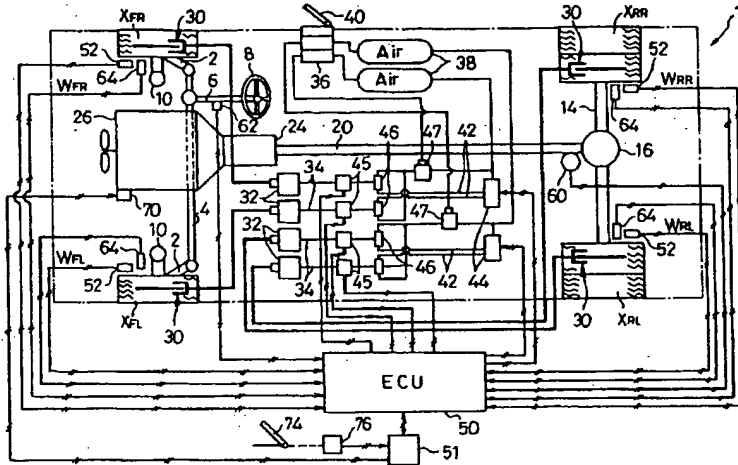 XFR 30 40 30 XRR
52 2 8 Air 52
WFR 64 6 36 Air 38 WRR
10 62 64
26 24 20 46 47 14 16
34 45 42 60
32 47
70 4 44 64
WFL 64 10 32 45 WRL
52 2 34 46 42 52
XFL 30 30 XRL
ECU
50
74 76 51